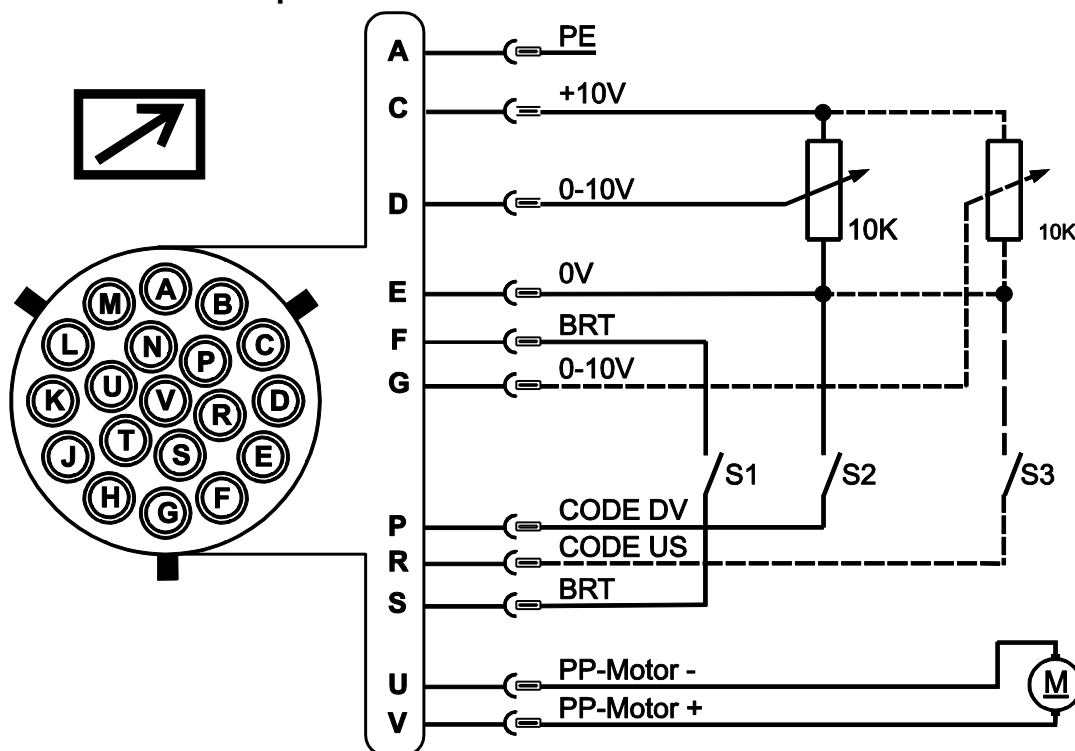 A PE
C +10V
D 0-10V
10K
10K
E 0V
F BRT
G 0-10V
S1
S2
S3
P CODE DV
R CODE US
S BRT
U PP-Motor -
V PP-Motor +
M
A
M
B
L
N
P
C
K
U
V
R
D
J
T
S
E
H
G
F